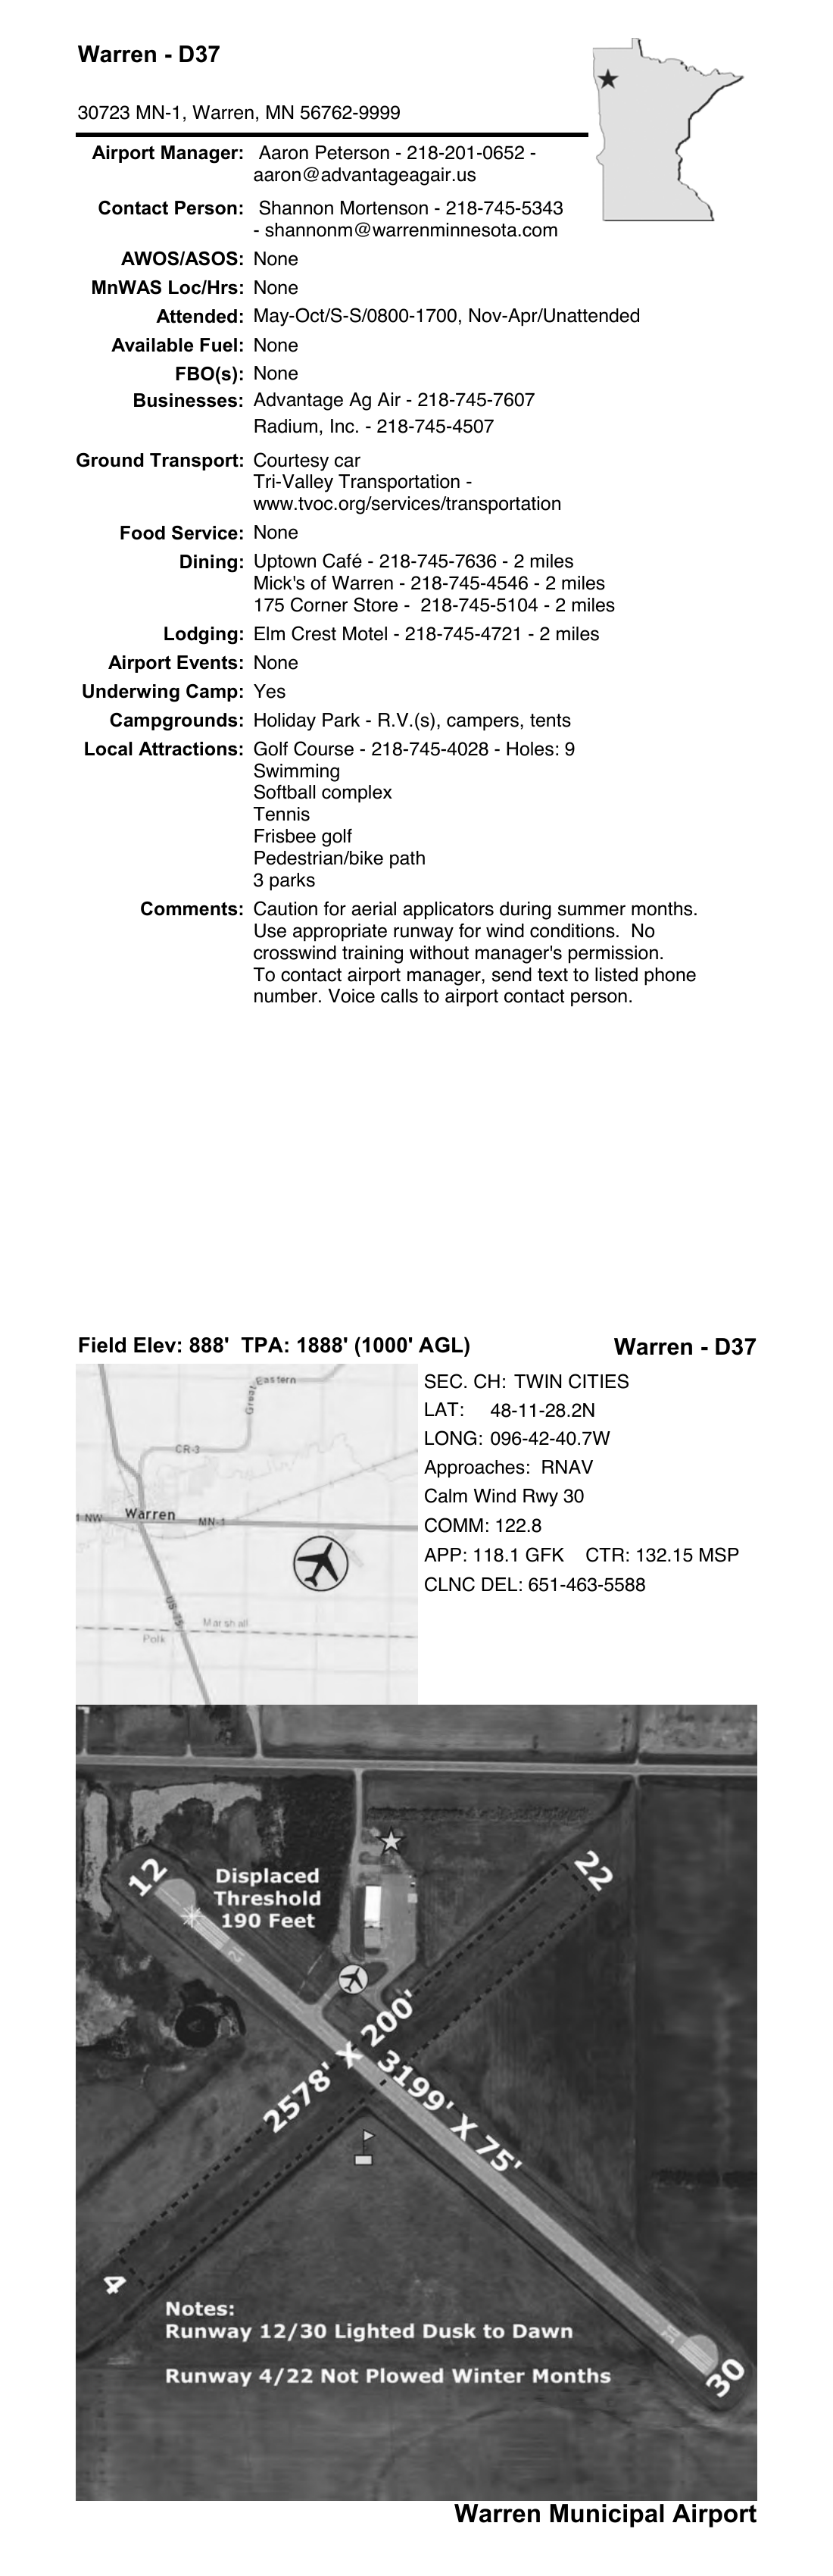 Warren - D37
30723 MN-1, Warren, MN 56762-9999
Airport Manager: Aaron Peterson - 218-201-0652 -
aaron@advantageagair.us
Contact Person: Shannon Mortenson - 218-745-5343
- shannonm@warrenminnesota.com
AWOS/ASOS: None
MnWAS Loc/Hrs: None
Attended: May-Oct/S-S/0800-1700, Nov-Apr/Unattended
Available Fuel: None
FBO(s): None
Businesses: Advantage Ag Air - 218-745-7607
Radium, Inc. - 218-745-4507
Ground Transport: Courtesy car
Tri-Valley Transportation -
www.tvoc.org/services/transportation
Food Service: None
Dining: Uptown Café - 218-745-7636 - 2 miles
Mick's of Warren - 218-745-4546 - 2 miles
175 Corner Store - 218-745-5104 - 2 miles
Lodging: Elm Crest Motel - 218-745-4721 - 2 miles
Airport Events: None
Underwing Camp: Yes
Campgrounds: Holiday Park - R.V.(s), campers, tents
Local Attractions: Golf Course - 218-745-4028 - Holes: 9
Swimming
Softball complex
Tennis
Frisbee golf
Pedestrian/bike path
3 parks
Comments: Caution for aerial applicators during summer months.
Use appropriate runway for wind conditions. No
crosswind training without manager's permission.
To contact airport manager, send text to listed phone
number. Voice calls to airport contact person.
Field Elev: 888' TPA: 1888' (1000' AGL)
Warren - D37
Great
Eastern
CR-3
1 NW
Warren
MN-1
US-75
Marshall
Polk
SEC. CH: TWIN CITIES
LAT: 48-11-28.2N
LONG: 096-42-40.7W
Approaches: RNAV
Calm Wind Rwy 30
COMM: 122.8
APP: 118.1 GFK CTR: 132.15 MSP
CLNC DEL: 651-463-5588
12
Displaced
Threshold
190 Feet
22
2578' X 200'
3199' X 75'
4
Notes:
Runway 12/30 Lighted Dusk to Dawn
Runway 4/22 Not Plowed Winter Months
30
Warren Municipal Airport